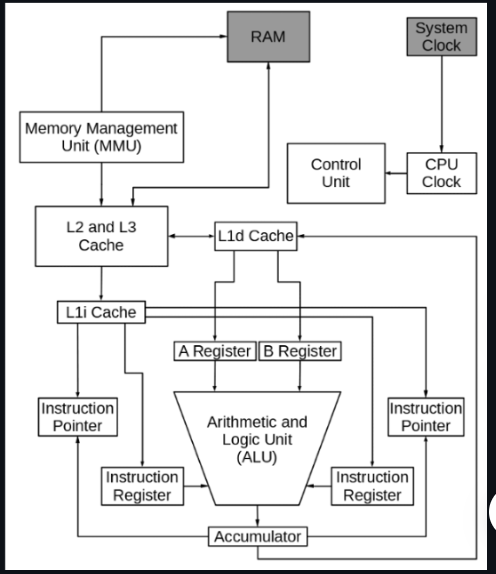 RAM
System
Clock
Memory Management
Unit (MMU)
Control
Unit
CPU
Clock
L2 and L3
Cache
L1d Cache
L1i Cache
A Register
B Register
Instruction
Pointer
Arithmetic and
Logic Unit
(ALU)
Instruction
Pointer
Instruction
Register
Instruction
Register
Accumulator